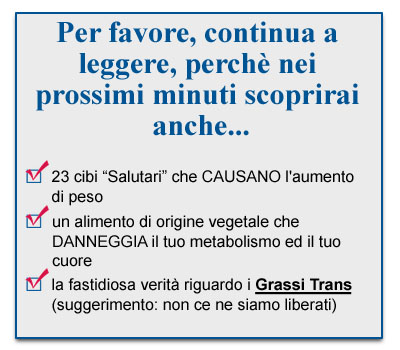 Per favore, continua a
leggere, perchè nei
prossimi minuti scoprirai
anche...
23 cibi “Salutari” che CAUSANO l'aumento
di peso
un alimento di origine vegetale che
DANNEGGIA il tuo metabolismo ed il tuo
cuore
la fastidiosa verità riguardo i Grassi Trans
(suggerimento: non ce ne siamo liberati)